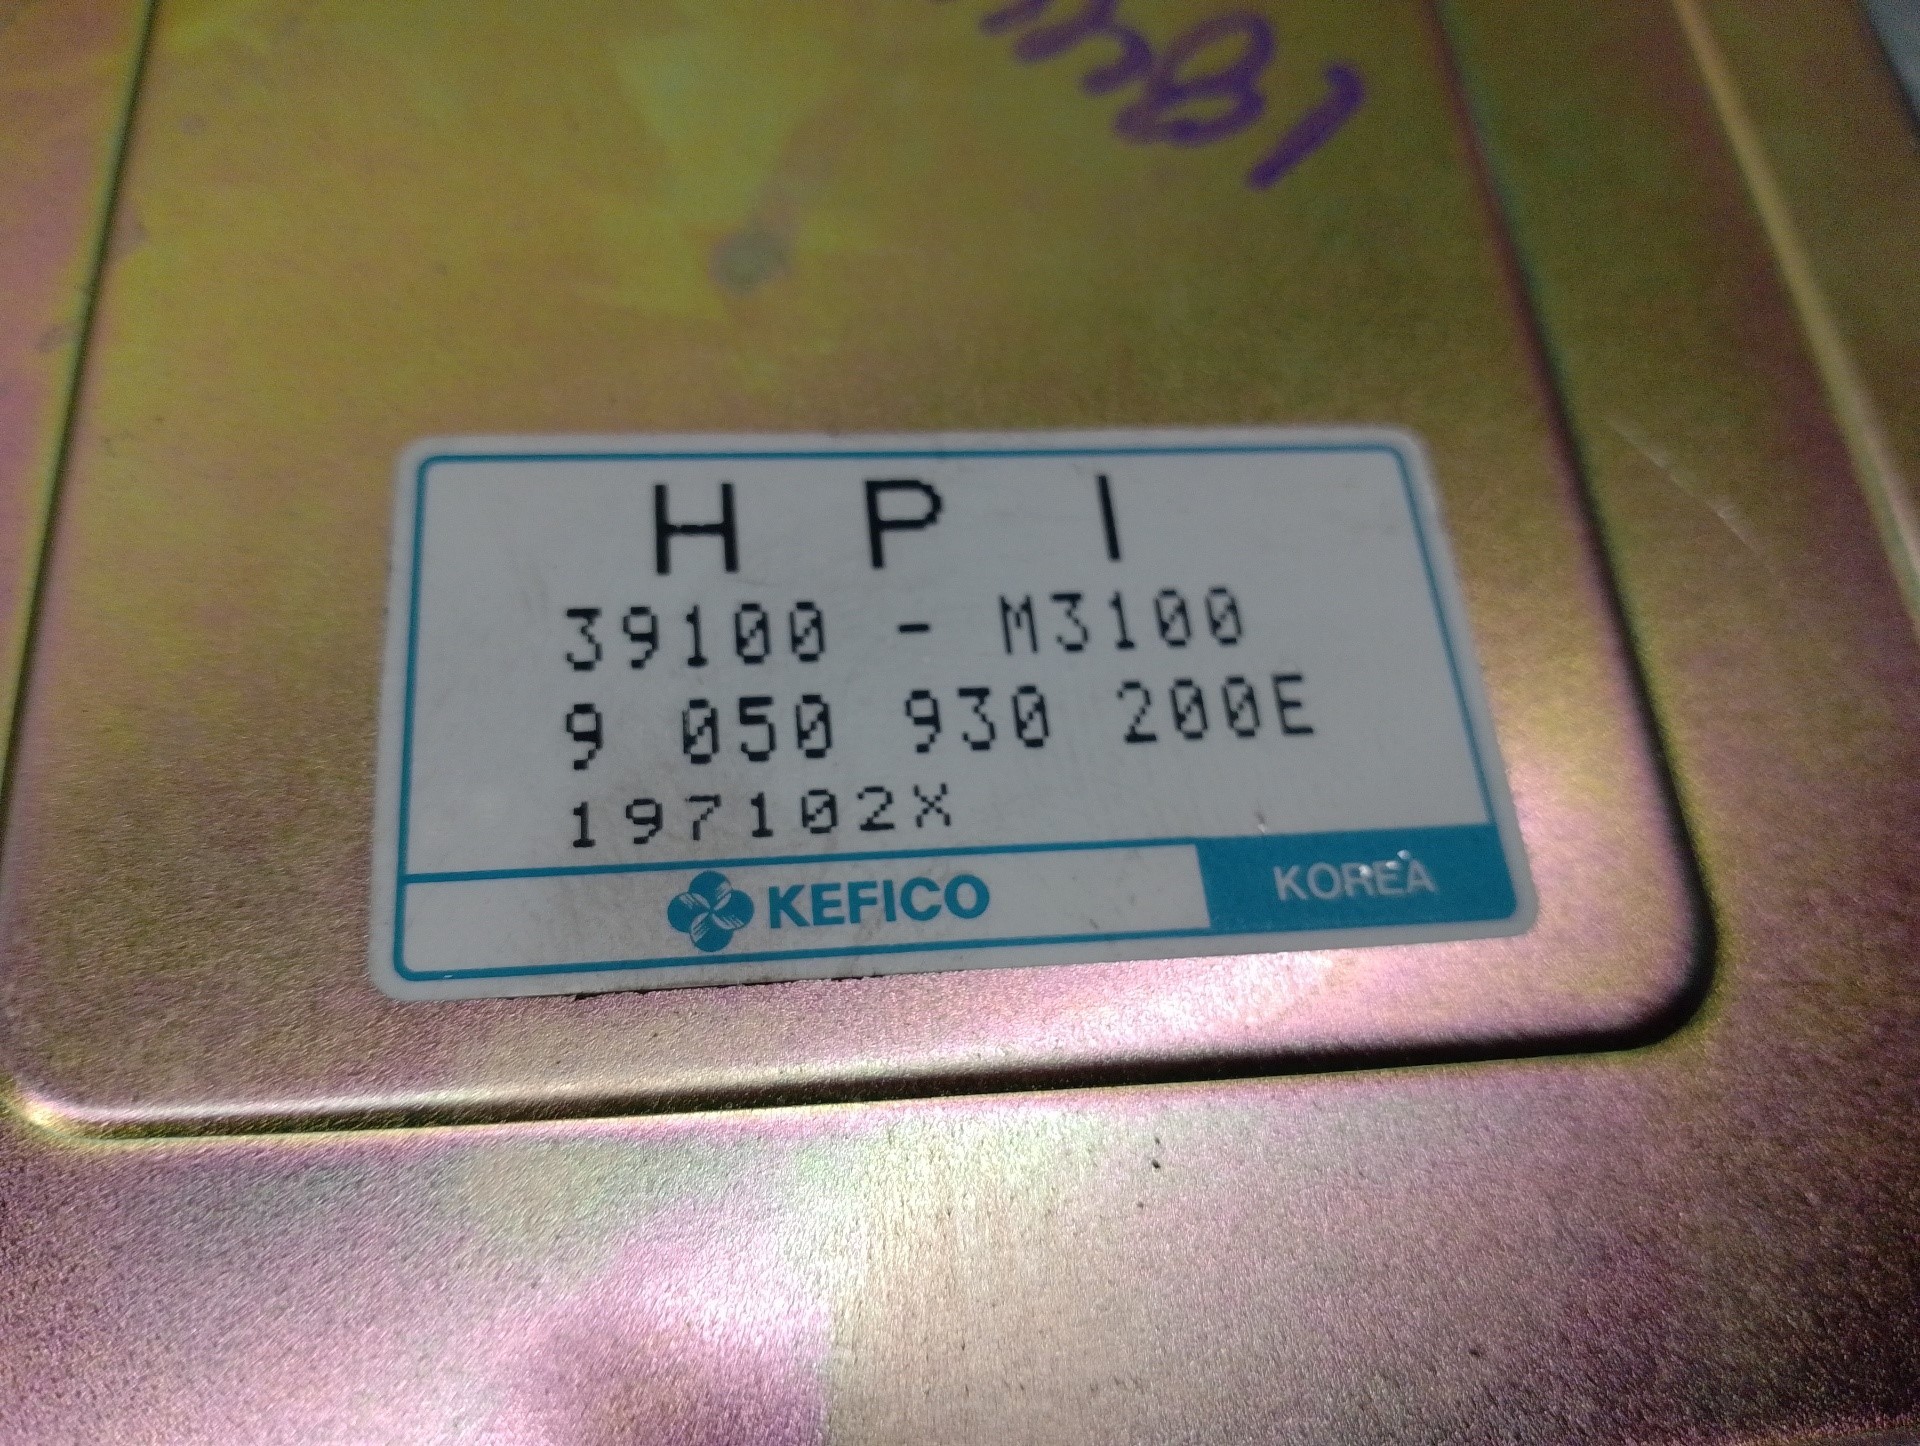 H P I
39100 - M3100
9 050 930 200E
197102X
KEFICO
KOREA